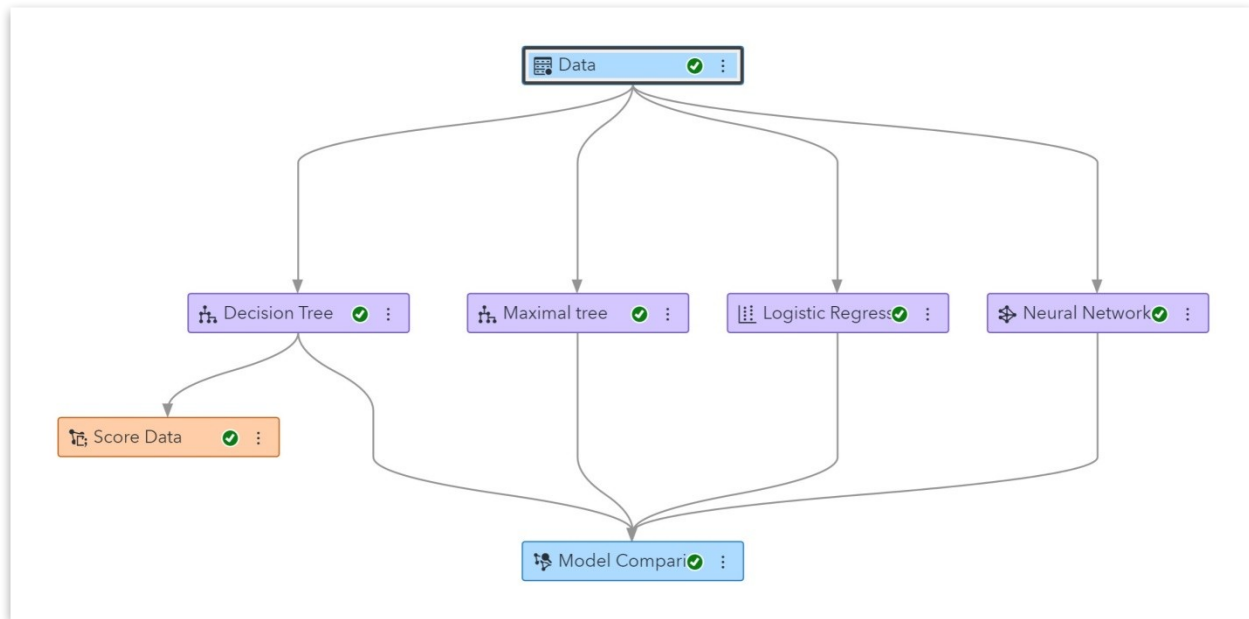 Data
Decision Tree
Maximal tree
Logistic Regress
Neural Network
Score Data
Model Compari